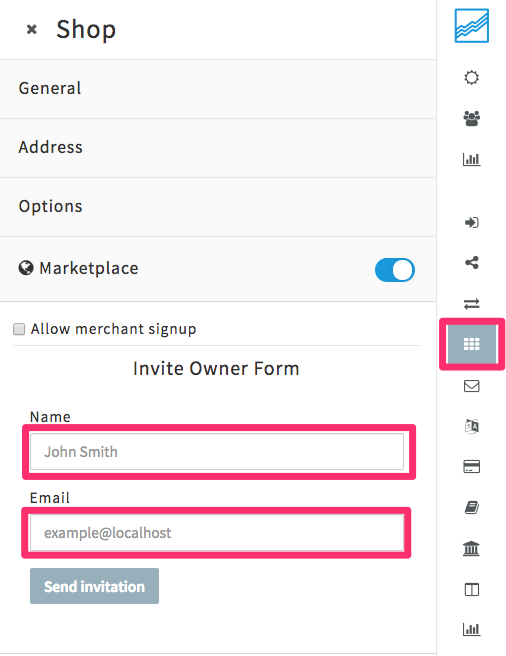 Shop
General
Address
Options
Marketplace
Allow merchant signup
Invite Owner Form
Name
John Smith
Email
example@localhost
Send invitation